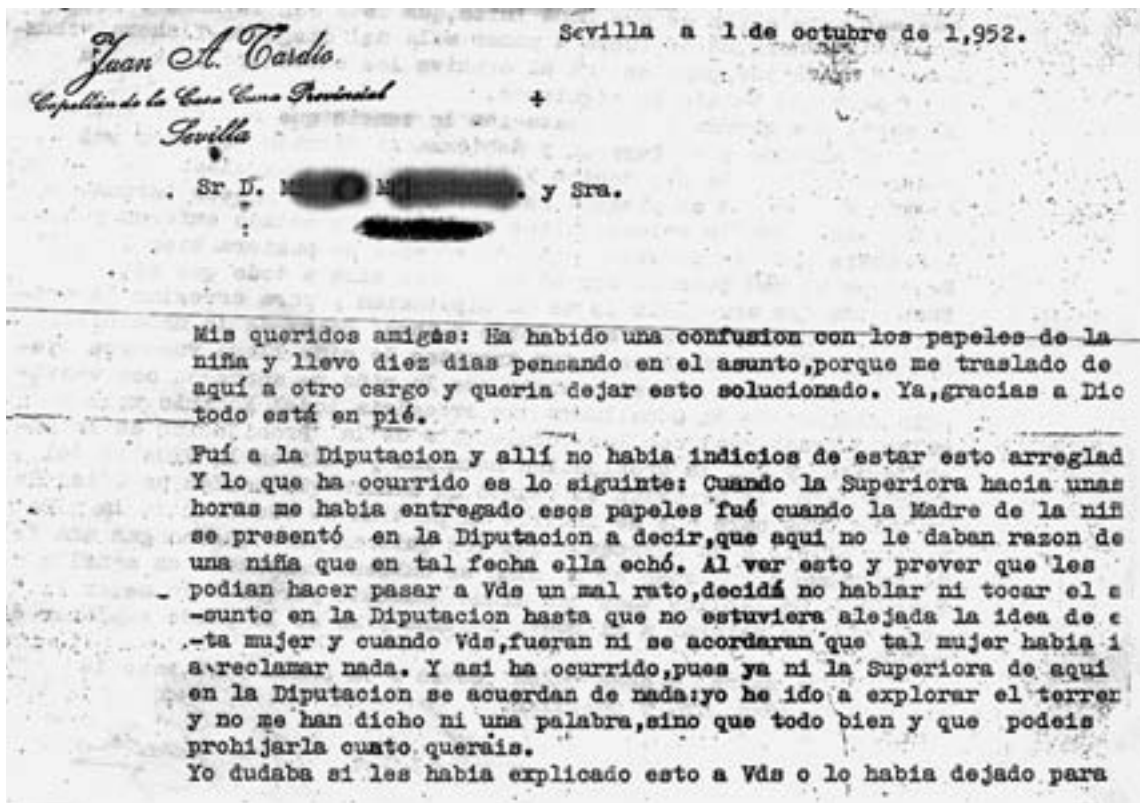 Juan A. Tardío
Capellán de la Casa Cuna Provincial
Sevilla
Sevilla a 1 de octubre de 1,952.
+
Sr D. M M . y Sra.
Mis queridos amigos: Ha habido una confusion con los papeles de la
niña y llevo diez dias pensando en el asunto,porque me traslado de
aquí a otro cargo y queria dejar esto solucionado. Ya,gracias a Dio
todo está en pié.
Fuí a la Diputacion y allí no habia indicios de estar esto arreglad
Y lo que ha ocurrido es lo siguiente: Cuando la Superiora hacia unas
horas me habia entregado esos papeles fué cuando la Madre de la niñ
se presentó en la Diputacion a decir,que aqui no le daban razon de
una niña que en tal fecha ella echó. Al ver esto y prever que les
podian hacer pasar a Vds un mal rato,decidá no hablar ni tocar el a
-sunto en la Diputacion hasta que no estuviera alejada la idea de e
-ta mujer y cuando Vds,fueran ni se acordaran que tal mujer habia i
a reclamar nada. Y asi ha ocurrido,pues ya ni la Superiora de aqui
en la Diputacion se acuerdan de nada:yo he ido a explorar el terren
y no me han dicho ni una palabra,sino que todo bien y que podeis
prohijarla cuato querais.
Yo dudaba si les habia explicado esto a Vds o lo habia dejado para